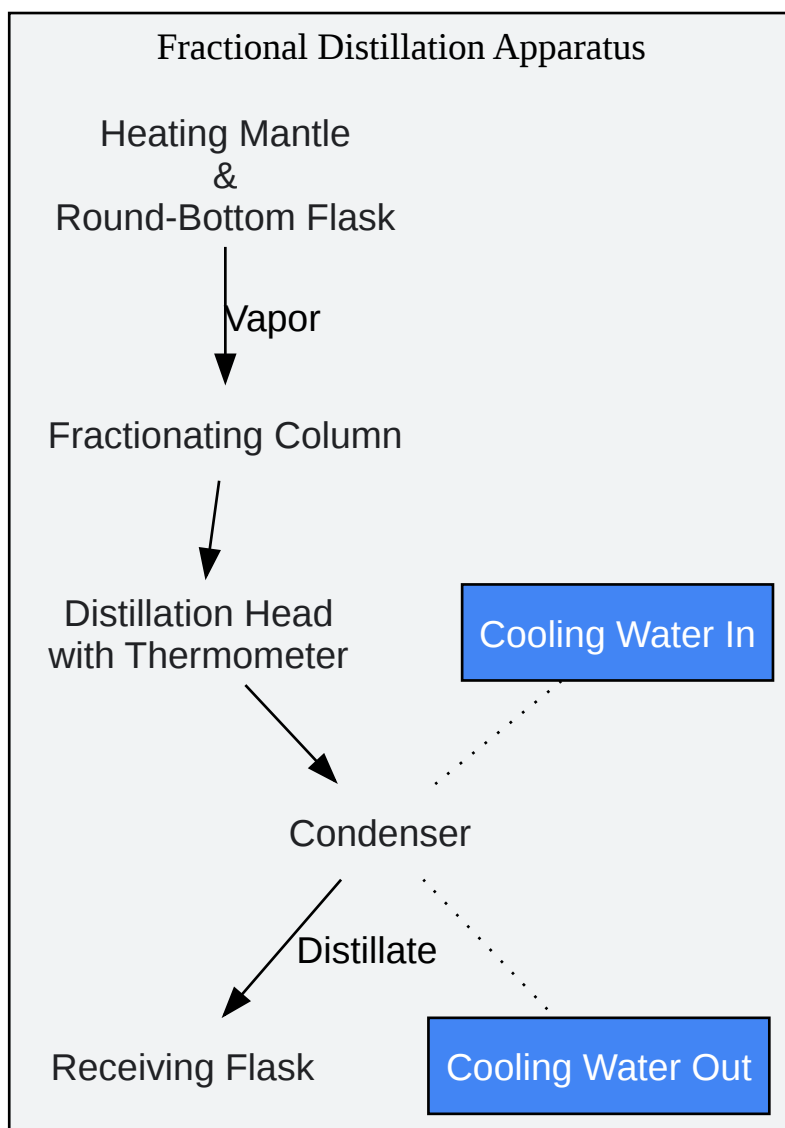 Fractional Distillation Apparatus
Heating Mantle
&
Round-Bottom Flask
Vapor
Fractionating Column
Distillation Head
with Thermometer
Cooling Water In
Condenser
Distillate
Receiving Flask
Cooling Water Out